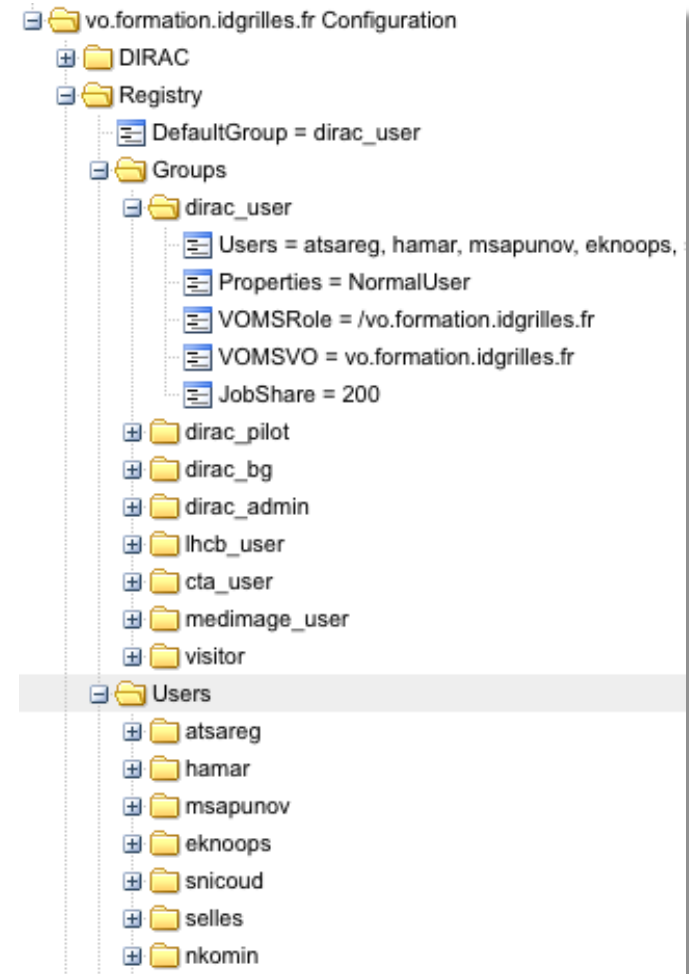 vo.formation.idgrilles.fr Configuration
DIRAC
Registry
DefaultGroup = dirac_user
Groups
dirac_user
Users = atsareg, hamar, msapunov, eknoops,
Properties = NormalUser
VOMSRole = /vo.formation.idgrilles.fr
VOMSVO = vo.formation.idgrilles.fr
JobShare = 200
dirac_pilot
dirac_bg
dirac_admin
lhcb_user
cta_user
medimage_user
visitor
Users
atsareg
hamar
msapunov
eknoops
snicoud
selles
nkomin